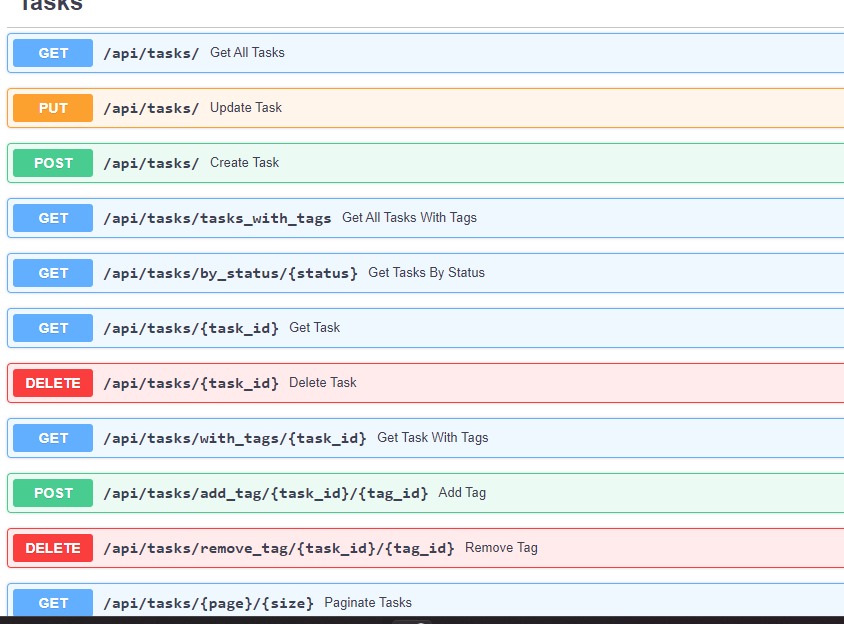 Tasks
GET /api/tasks/ Get All Tasks
PUT /api/tasks/ Update Task
POST /api/tasks/ Create Task
GET /api/tasks/tasks_with_tags Get All Tasks With Tags
GET /api/tasks/by_status/{status} Get Tasks By Status
GET /api/tasks/{task_id} Get Task
DELETE /api/tasks/{task_id} Delete Task
GET /api/tasks/with_tags/{task_id} Get Task With Tags
POST /api/tasks/add_tag/{task_id}/{tag_id} Add Tag
DELETE /api/tasks/remove_tag/{task_id}/{tag_id} Remove Tag
GET /api/tasks/{page}/{size} Paginate Tasks